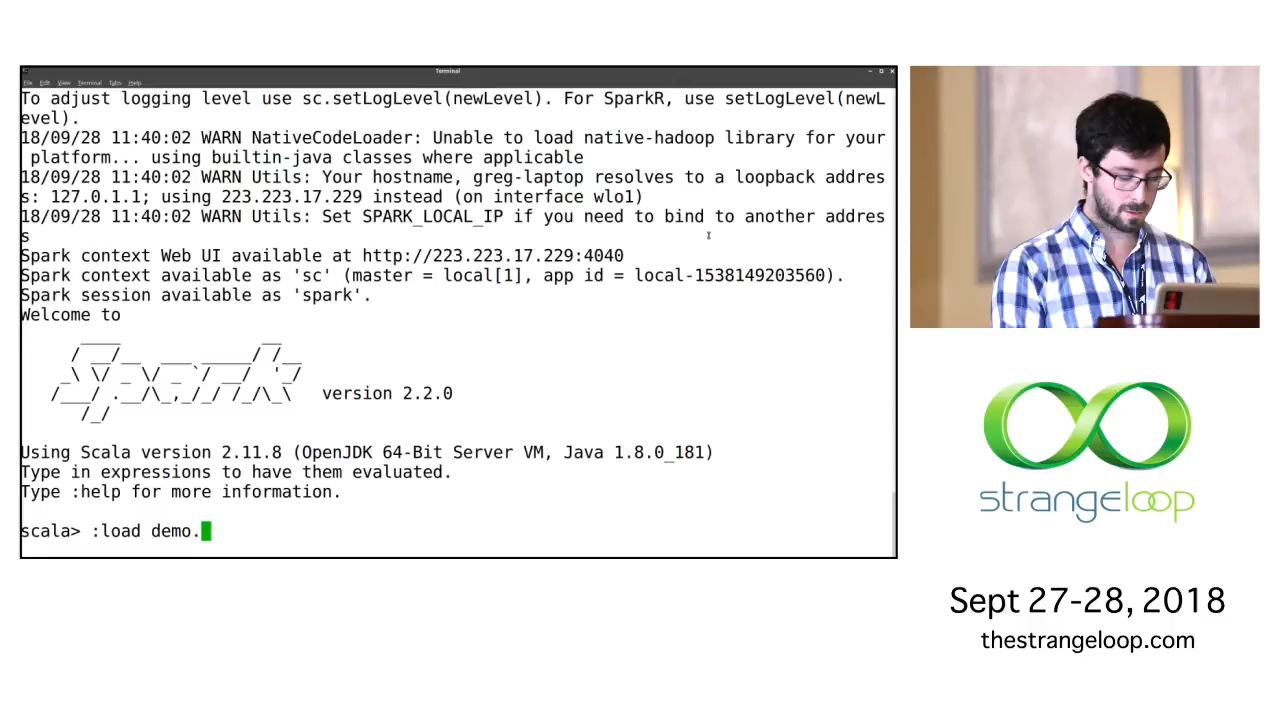 Terminal
File Edit View Terminal Tabs Help
To adjust logging level use sc.setLogLevel(newLevel). For SparkR, use setLogLevel(newL
evel).
18/09/28 11:40:02 WARN NativeCodeLoader: Unable to load native-hadoop library for your
 platform... using builtin-java classes where applicable
18/09/28 11:40:02 WARN Utils: Your hostname, greg-laptop resolves to a loopback addres
s: 127.0.1.1; using 223.223.17.229 instead (on interface wlo1)
18/09/28 11:40:02 WARN Utils: Set SPARK_LOCAL_IP if you need to bind to another addres
s
Spark context Web UI available at http://223.223.17.229:4040
Spark context available as 'sc' (master = local[1], app id = local-1538149203560).
Spark session available as 'spark'.
Welcome to
Spark version 2.2.0
Using Scala version 2.11.8 (OpenJDK 64-Bit Server VM, Java 1.8.0_181)
Type in expressions to have them evaluated.
Type :help for more information.
scala> :load demo.
strangeloop
Sept 27-28, 2018
thestrangeloop.com